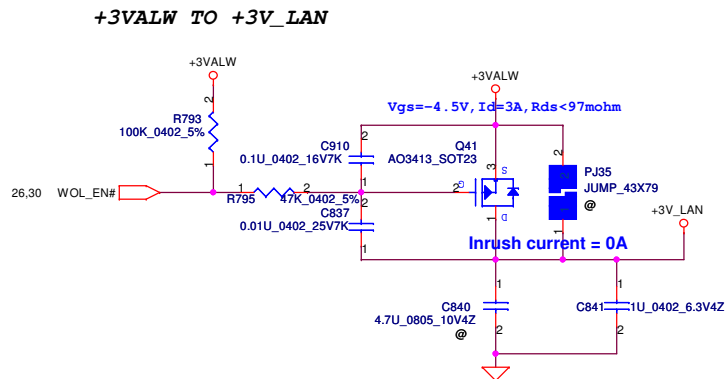 +3VALW TO +3V_LAN
+3VALW
+3VALW
Vgs=-4.5V,Id=3A,Rds<97mohm
2
R793
100K_0402_5%
1
2
C910
0.1U_0402_16V7K
1
Q41
AO3413_SOT23
3
S
2
G
D
1
2
PJ35
JUMP_43X79
@
1
26,30
WOL_EN#
1
2
R795
47K_0402_5%
2
C837
0.01U_0402_25V7K
1
+3V_LAN
Inrush current = 0A
1
C840
4.7U_0805_10V4Z
2
@
1
C841
1U_0402_6.3V4Z
2